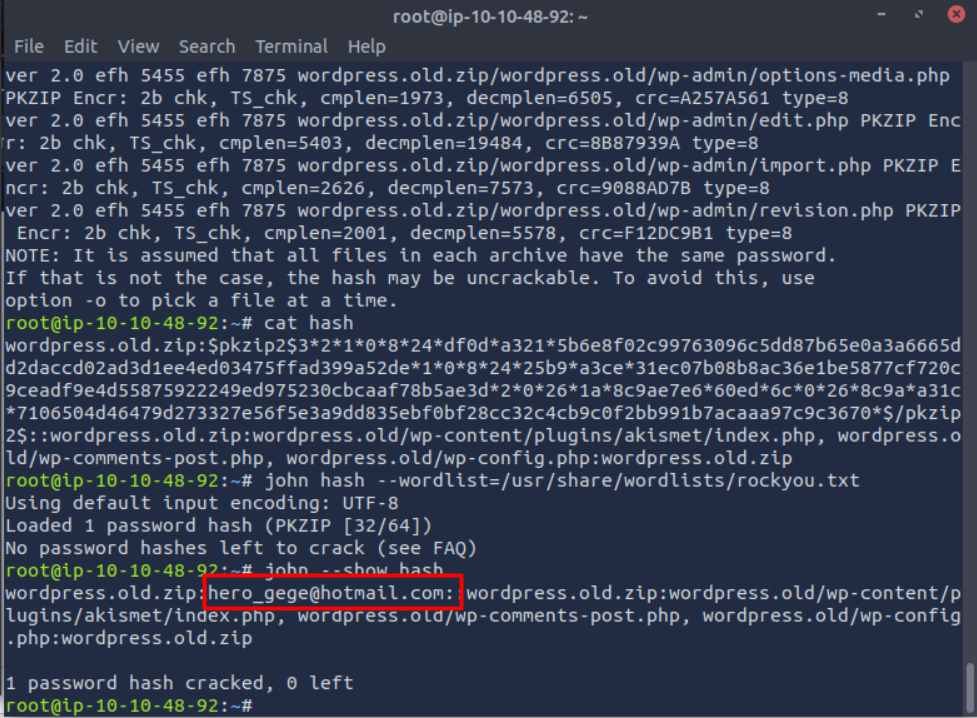 root@ip-10-10-48-92: ~
File Edit View Search Terminal Help
ver 2.0 efh 5455 efh 7875 wordpress.old.zip/wordpress.old/wp-admin/options-media.php
PKZIP Encr: 2b chk, TS_chk, cmplen=1973, decmplen=6505, crc=A257A561 type=8
ver 2.0 efh 5455 efh 7875 wordpress.old.zip/wordpress.old/wp-admin/edit.php PKZIP Enc
r: 2b chk, TS_chk, cmplen=5403, decmplen=19484, crc=8B87939A type=8
ver 2.0 efh 5455 efh 7875 wordpress.old.zip/wordpress.old/wp-admin/import.php PKZIP E
ncr: 2b chk, TS_chk, cmplen=2626, decmplen=7573, crc=9088AD7B type=8
ver 2.0 efh 5455 efh 7875 wordpress.old.zip/wordpress.old/wp-admin/revision.php PKZIP
 Encr: 2b chk, TS_chk, cmplen=2001, decmplen=5578, crc=F12DC9B1 type=8
NOTE: It is assumed that all files in each archive have the same password.
If that is not the case, the hash may be uncrackable. To avoid this, use
option -o to pick a file at a time.
root@ip-10-10-48-92:~# cat hash
wordpress.old.zip:$pkzip2$3*2*1*0*8*24*df0d*a321*5b6e8f02c99763096c5dd87b65e0a3a6665d
d2daccd02ad3d1ee4ed03475ffad399a52de*1*0*8*24*25b9*a3ce*31ec07b08b8ac36e1be5877cf720c
9ceadf9e4d55875922249ed975230cbcaaf78b5ae3d*2*0*26*1a*8c9ae7e6*60ed*6c*0*26*8c9a*a31c
*7106504d46479d273327e56f5e3a9dd835ebf0bf28cc32c4cb9c0f2bb991b7acaaa97c9c3670*$/pkzip
2$::wordpress.old.zip:wordpress.old/wp-content/plugins/akismet/index.php, wordpress.o
ld/wp-comments-post.php, wordpress.old/wp-config.php:wordpress.old.zip
root@ip-10-10-48-92:~# john hash --wordlist=/usr/share/wordlists/rockyou.txt
Using default input encoding: UTF-8
Loaded 1 password hash (PKZIP [32/64])
No password hashes left to crack (see FAQ)
root@ip-10-10-48-92:~# john --show hash
wordpress.old.zip:hero_gege@hotmail.com::wordpress.old.zip:wordpress.old/wp-content/p
lugins/akismet/index.php, wordpress.old/wp-comments-post.php, wordpress.old/wp-config
.php:wordpress.old.zip
1 password hash cracked, 0 left
root@ip-10-10-48-92:~#